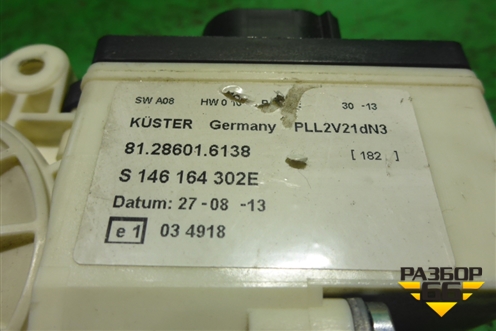 SW A08 HW 0 30 -13
KÜSTER Germany PLL2V21dN3
81.28601.6138 [ 182 ]
S 146 164 302E
Datum: 27-08 -13
e 1 03 4918
РАЗБОР
66